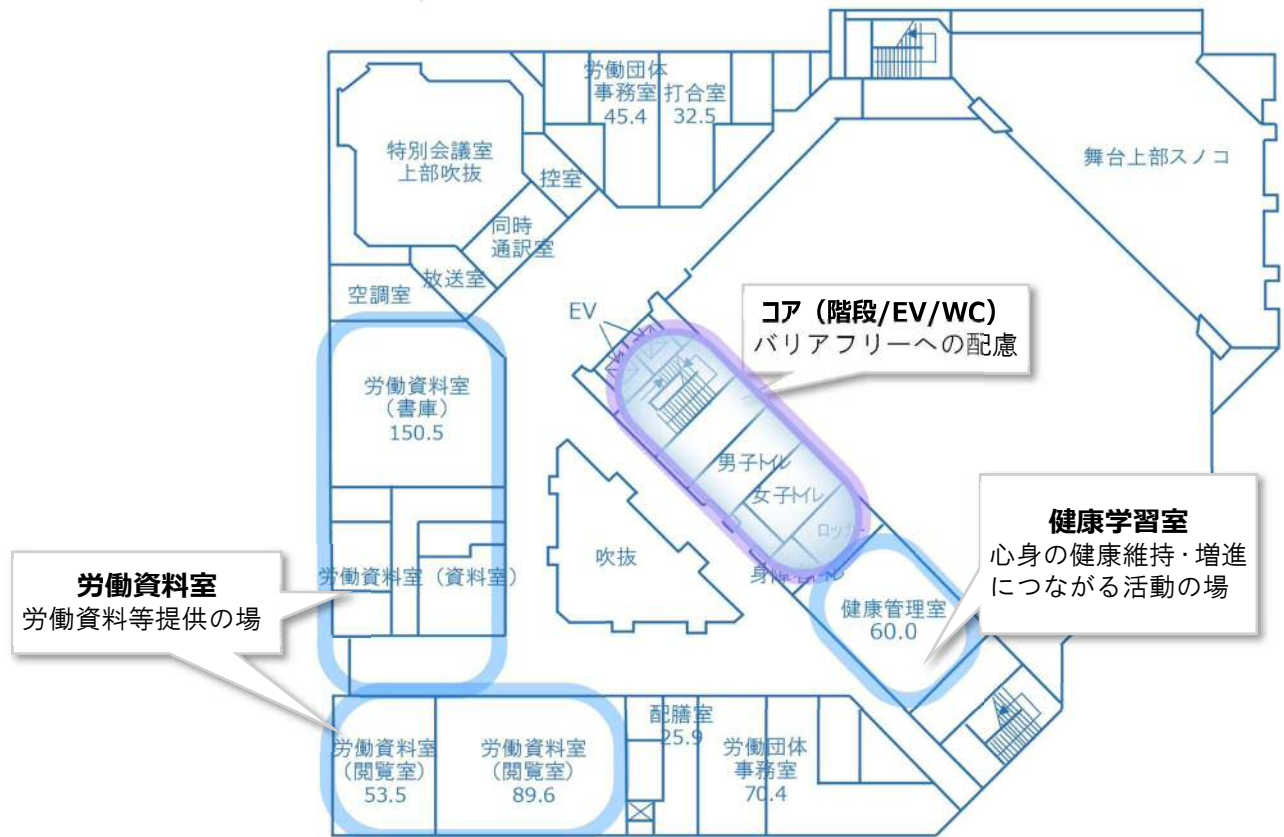 労働団体
事務室
45.4
打合室
32.5
特別会議室
上部吹抜
控室
同時
通訳室
放送室
空調室
舞台上部スノコ
EV
コア（階段/EV/WC）
バリアフリーへの配慮
労働資料室
（書庫）
150.5
男子トイレ
女子トイレ
ロッカー
健康学習室
心身の健康維持・増進
につながる活動の場
吹抜
労働資料室（資料室）
労働資料室
労働資料等提供の場
健康管理室
60.0
配膳室
25.9
労働資料室
(閲覧室)
53.5
労働資料室
(閲覧室)
89.6
労働団体
事務室
70.4